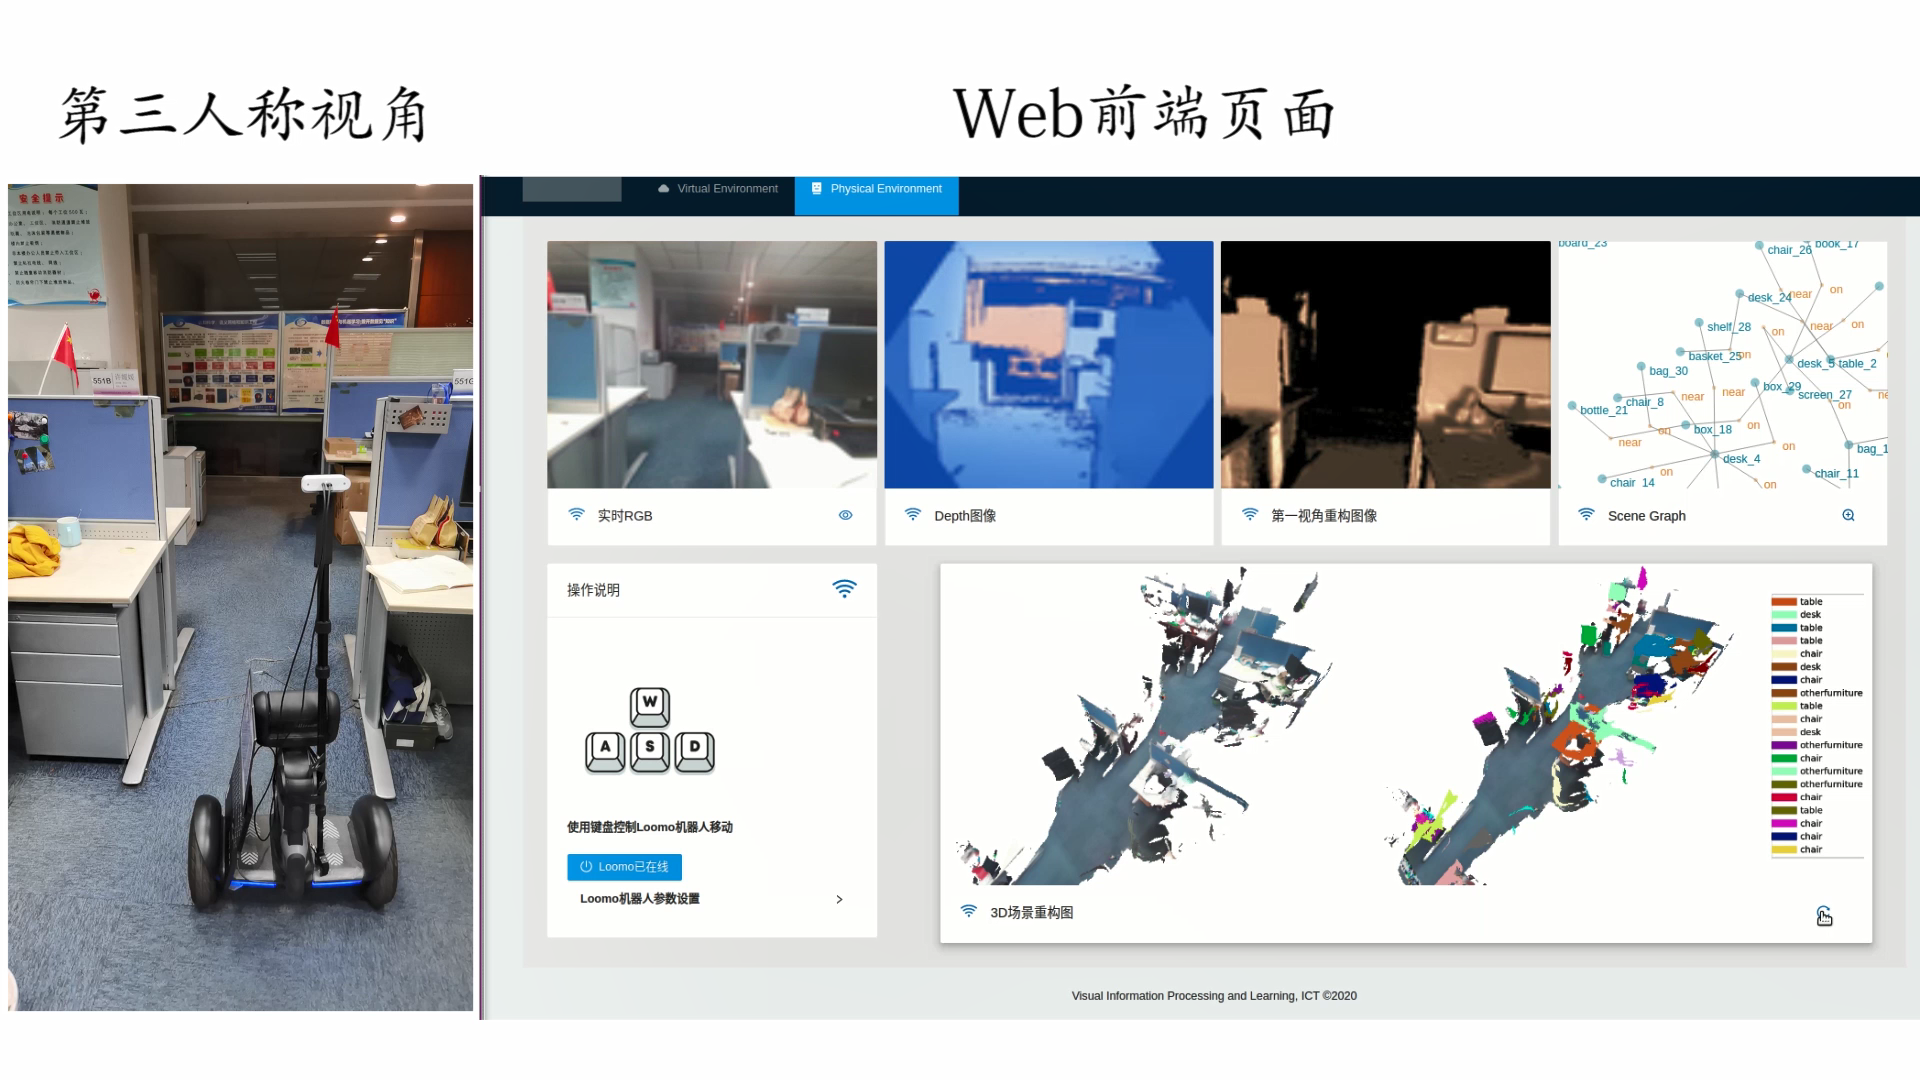 第三人称视角
Web前端页面
安全提示
551B
551G
Virtual Environment
Physical Environment
实时RGB
Depth图像
第一视角重构图像
board_23
chair_26
book_17
desk_24
near
on
shelf_28
on
near
on
basket_25
on
desk_5
table_2
bag_30
box_29
screen_27
chair_8
near
near
on
bottle_21
on
box_18
on
near
desk_4
on
bag_1
chair_11
on
chair_14
on
Scene Graph
操作说明
W
A
S
D
使用键盘控制Loomo机器人移动
Loomo已在线
Loomo机器人参数设置
table
desk
table
table
chair
desk
chair
otherfurniture
table
chair
desk
otherfurniture
chair
otherfurniture
otherfurniture
chair
table
chair
chair
chair
3D场景重构图
Visual Information Processing and Learning, ICT ©2020